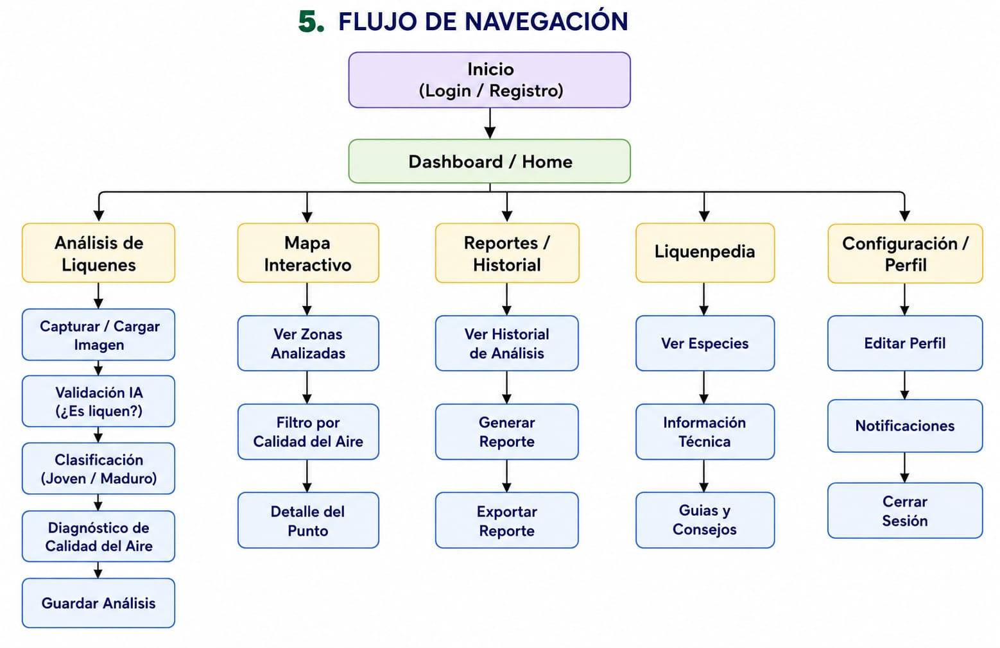 5. FLUJO DE NAVEGACIÓN
Inicio
(Login / Registro)
Dashboard / Home
Análisis de
Liquenes
Capturar / Cargar
Imagen
Validación IA
(¿Es liquen?)
Clasificación
(Joven / Maduro)
Diagnóstico de
Calidad del Aire
Guardar Análisis
Mapa
Interactivo
Ver Zonas
Analizadas
Filtro por
Calidad del Aire
Detalle del
Punto
Reportes /
Historial
Ver Historial
de Análisis
Generar
Reporte
Exportar
Reporte
Liquenpedia
Ver Especies
Información
Técnica
Guias y
Consejos
Configuración /
Perfil
Editar Perfil
Notificaciones
Cerrar
Sesión